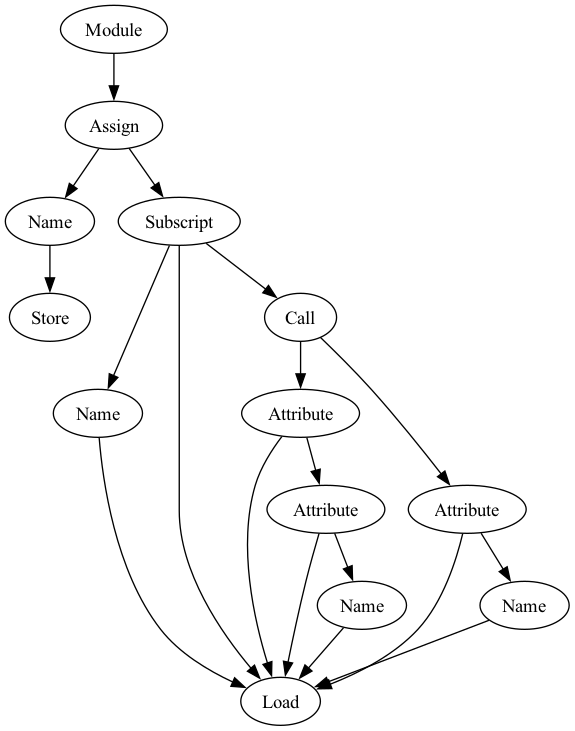 Module
Assign
Name
Subscript
Store
Call
Name
Attribute
Attribute
Attribute
Name
Name
Load